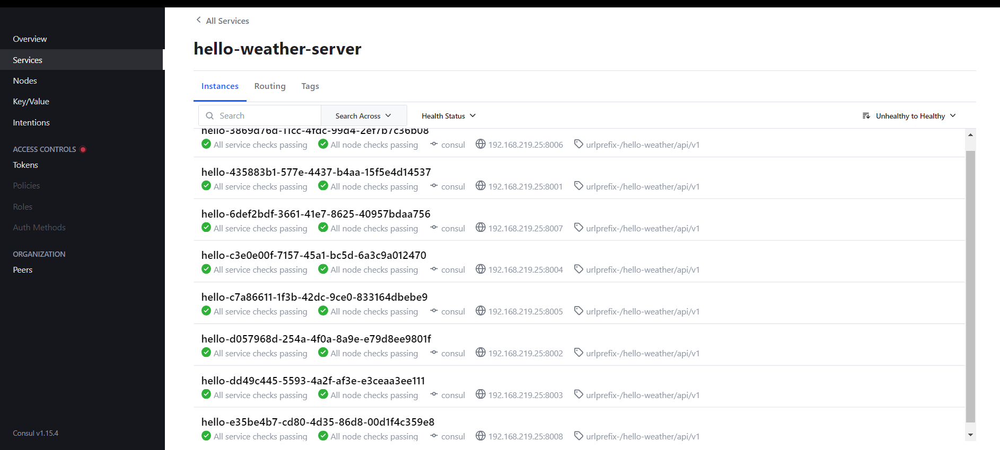 All Services
hello-weather-server
Overview
Services
Nodes
Key/Value
Intentions
ACCESS CONTROLS
Tokens
Policies
Roles
Auth Methods
ORGANIZATION
Peers
Consul v1.15.4
Instances Routing Tags
Search Search Across Health Status Unhealthy to Healthy
hello-3869d76d-11cc-4fdc-99d4-2ef7b7c36b08
All service checks passing All node checks passing consul 192.168.219.25:8006 urlprefix-/hello-weather/api/v1
hello-435883b1-577e-4437-b4aa-15f5e4d14537
All service checks passing All node checks passing consul 192.168.219.25:8001 urlprefix-/hello-weather/api/v1
hello-6def2bdf-3661-41e7-8625-40957bdaa756
All service checks passing All node checks passing consul 192.168.219.25:8007 urlprefix-/hello-weather/api/v1
hello-c3e0e00f-7157-45a1-bc5d-6a3c9a012470
All service checks passing All node checks passing consul 192.168.219.25:8004 urlprefix-/hello-weather/api/v1
hello-c7a86611-1f3b-42dc-9ce0-833164dbebe9
All service checks passing All node checks passing consul 192.168.219.25:8005 urlprefix-/hello-weather/api/v1
hello-d057968d-254a-4f0a-8a9e-e79d8ee9801f
All service checks passing All node checks passing consul 192.168.219.25:8002 urlprefix-/hello-weather/api/v1
hello-dd49c445-5593-4a2f-af3e-e3ceaa3ee111
All service checks passing All node checks passing consul 192.168.219.25:8003 urlprefix-/hello-weather/api/v1
hello-e35be4b7-cd80-4d35-86d8-00d1f4c359e8
All service checks passing All node checks passing consul 192.168.219.25:8008 urlprefix-/hello-weather/api/v1